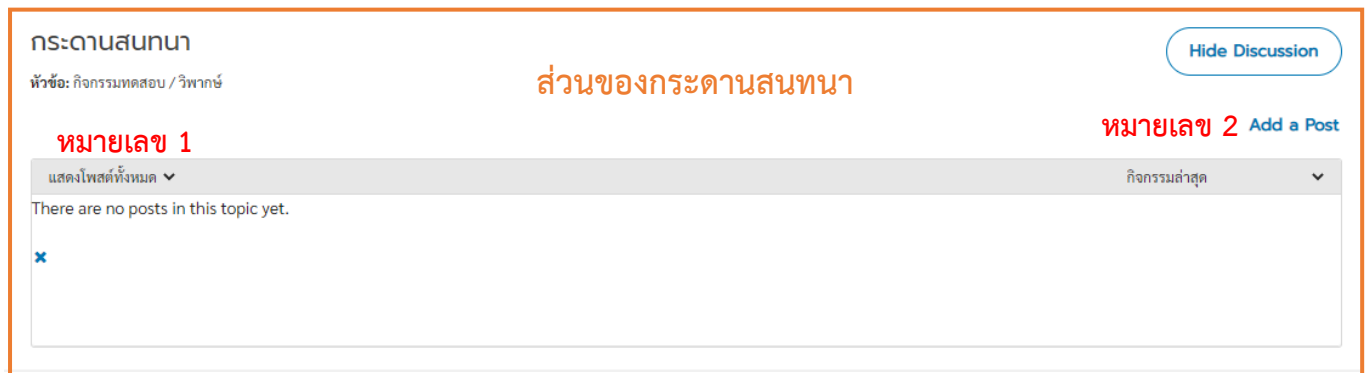 กระดานสนทนา
Hide Discussion
หัวข้อ: กิจกรรมทดสอบ / วิพากษ์
ส่วนของกระดานสนทนา
หมายเลข 1
หมายเลข 2 Add a Post
แสดงโพสต์ทั้งหมด
กิจกรรมล่าสุด
There are no posts in this topic yet.